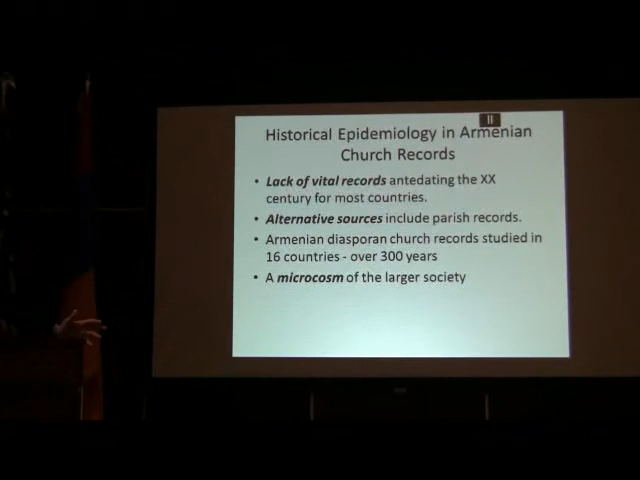 Historical Epidemiology in Armenian
Church Records
• Lack of vital records antedating the XX
century for most countries.
• Alternative sources include parish records.
• Armenian diasporan church records studied in
16 countries - over 300 years
• A microcosm of the larger society